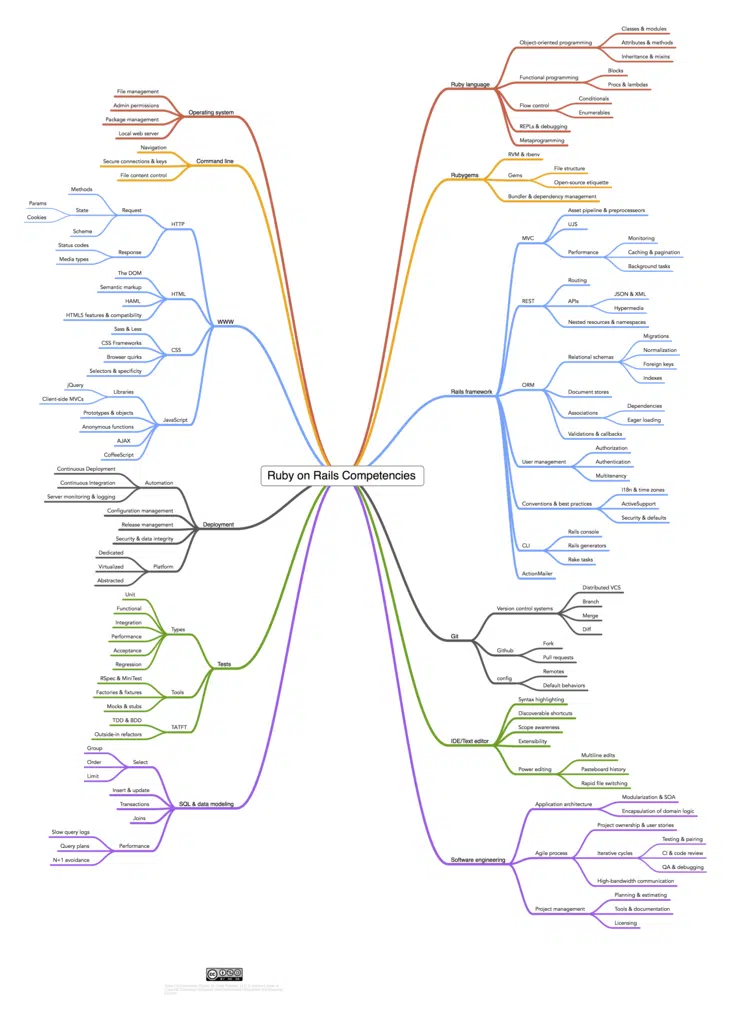 Ruby on Rails Competencies
Operating system
File management
Admin permissions
Package management
Local web server
Command line
Navigation
Secure connections & keys
File content control
WWW
HTTP
Request
Methods
State
Params
Cookies
Scheme
Response
Status codes
Media types
HTML
The DOM
Semantic markup
HAML
HTML5 features & compatibility
CSS
Sass & Less
CSS Frameworks
Browser quirks
Selectors & specificity
JavaScript
Libraries
jQuery
Client-side MVCs
Prototypes & objects
Anonymous functions
AJAX
CoffeeScript
Deployment
Automation
Continuous Deployment
Continuous Integration
Server monitoring & logging
Configuration management
Release management
Security & data integrity
Platform
Dedicated
Virtualized
Abstracted
Tests
Types
Unit
Functional
Integration
Performance
Acceptance
Regression
Tools
RSpec & MiniTest
Factories & fixtures
Mocks & stubs
TATFT
TDD & BDD
Outside-in refactors
SQL & data modeling
Select
Group
Order
Limit
Insert & update
Transactions
Joins
Performance
Slow query logs
Query plans
N+1 avoidance
Ruby language
Object-oriented programming
Classes & modules
Attributes & methods
Inheritance & mixins
Functional programming
Blocks
Procs & lambdas
Flow control
Conditionals
Enumerables
REPLs & debugging
Metaprogramming
Rubygems
RVM & rbenv
Gems
File structure
Open-source etiquette
Bundler & dependency management
Rails framework
MVC
Asset pipeline & preprocessors
UJS
Performance
Monitoring
Caching & pagination
Background tasks
REST
Routing
APIs
JSON & XML
Hypermedia
Nested resources & namespaces
ORM
Relational schemas
Migrations
Normalization
Foreign keys
Indexes
Document stores
Associations
Dependencies
Eager loading
Validations & callbacks
User management
Authorization
Authentication
Multitenancy
Conventions & best practices
I18n & time zones
ActiveSupport
Security & defaults
CLI
Rails console
Rails generators
Rake tasks
ActionMailer
Git
Version control systems
Distributed VCS
Branch
Merge
Diff
Github
Fork
Pull requests
config
Remotes
Default behaviors
IDE/Text editor
Syntax highlighting
Discoverable shortcuts
Scope awareness
Extensibility
Power editing
Multiline edits
Pasteboard history
Rapid file switching
Software engineering
Application architecture
Modularization & SOA
Encapsulation of domain logic
Agile process
Project ownership & user stories
Iterative cycles
Testing & pairing
CI & code review
QA & debugging
High-bandwidth communication
Project management
Planning & estimating
Tools & documentation
Licensing